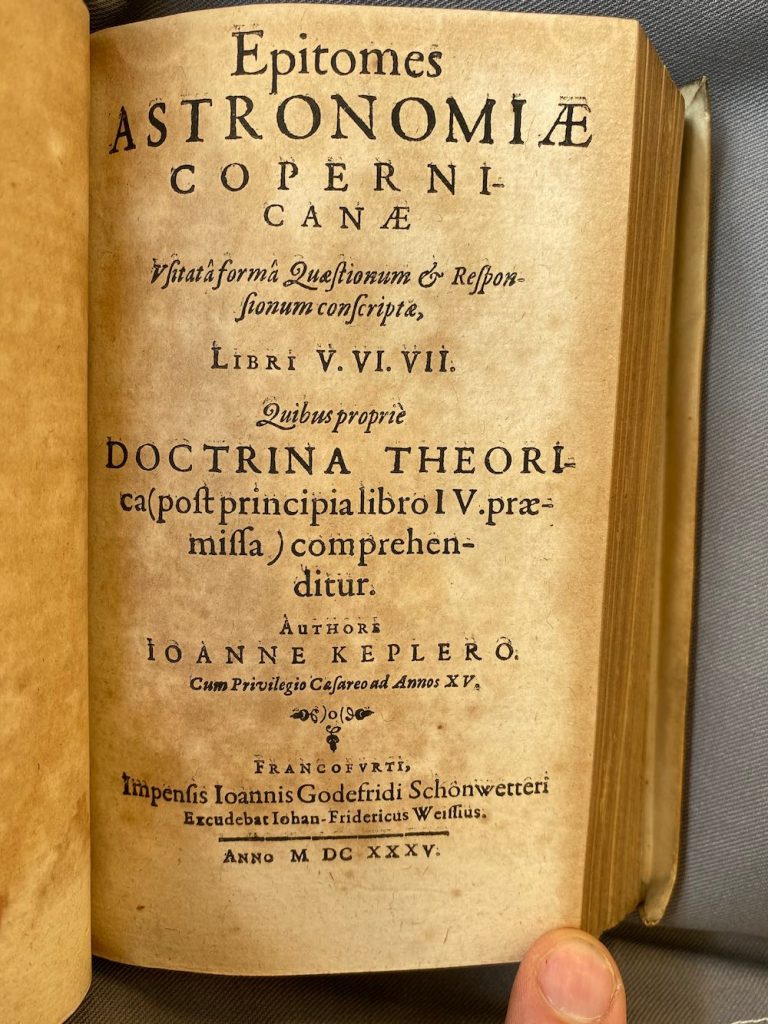 Epitomes
ASTRONOMIÆ
COPERNI-
CANÆ
Vſitatâ formâ Quæſtionum & Reſpon-
ſionum conſcriptæ,
LIBRI V. VI. VII.
Quibus propriè
DOCTRINA THEORI-
ca (poſt principia libro IV. præ-
miſſa) comprehen-
ditur.
AUTHORE
IOANNE KEPLERO.
Cum Privilegio Cæſareo ad Annos XV.
FRANCOFVRTI,
Impenſis Ioannis Godefridi Schönwetteri
Excudebat Iohan-Fridericus Weiſſius.
ANNO M DC XXXV.